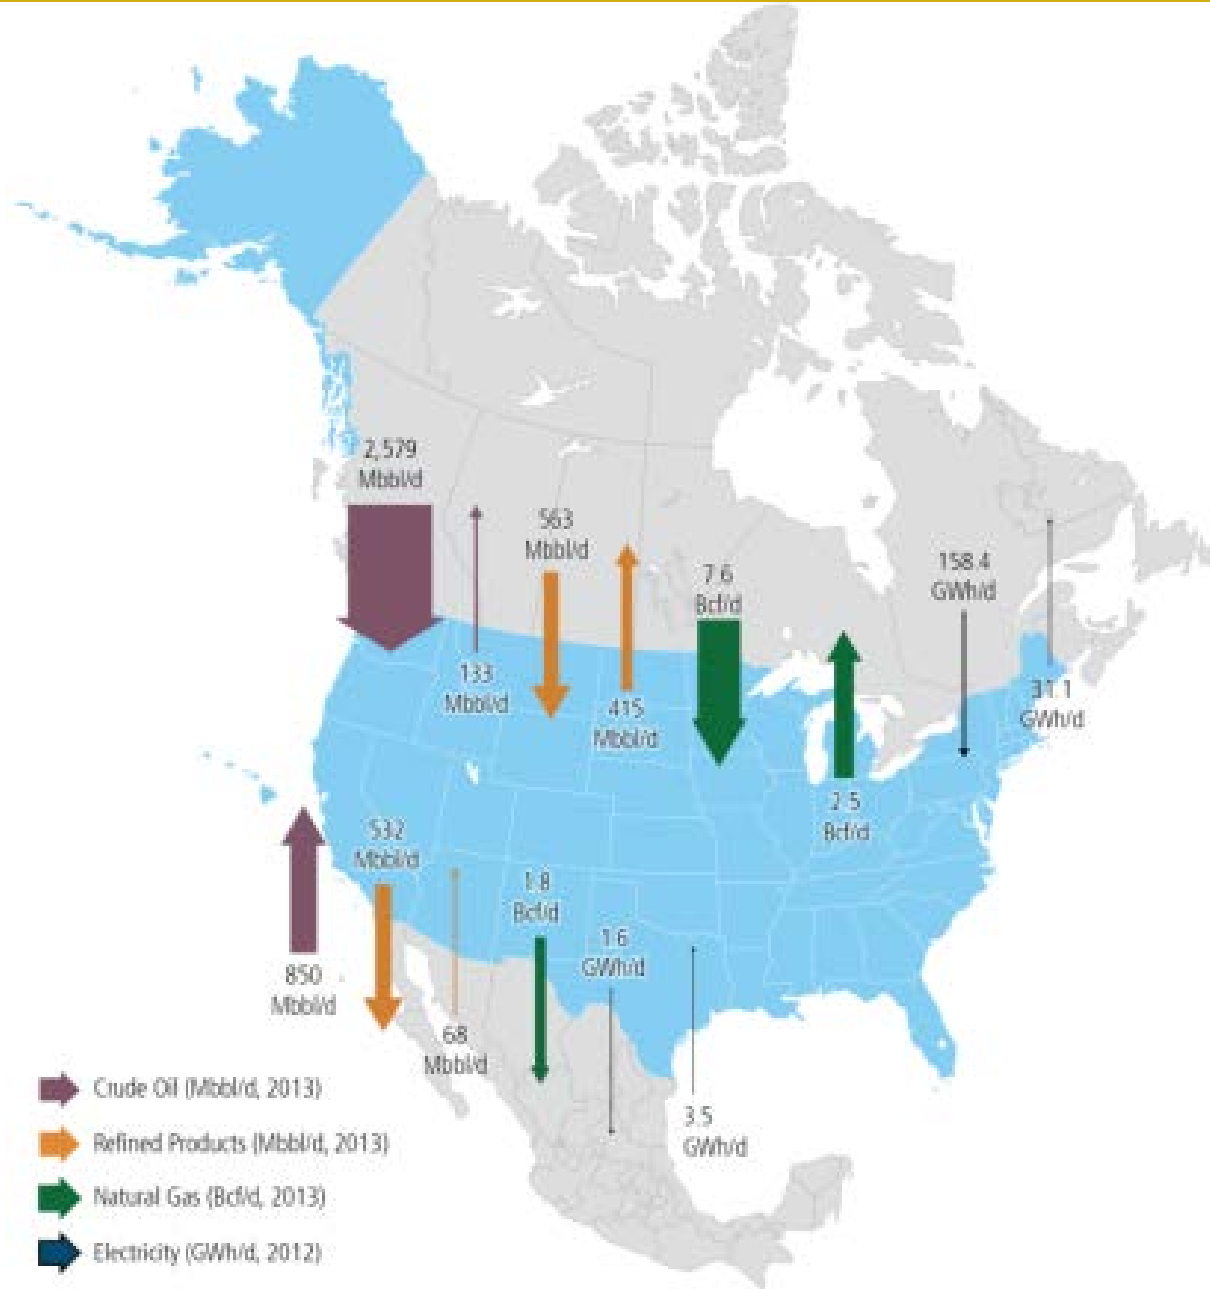 2,579
Mbbl/d
563
Mbbl/d
7.6
Bcf/d
158.4
GWh/d
133
Mbbl/d
415
Mbbl/d
31.1
GWh/d
2.5
Bcf/d
532
Mbbl/d
1.8
Bcf/d
1.6
GWh/d
850
Mbbl/d
68
Mbbl/d
3.5
GWh/d
Crude Oil (Mbbl/d, 2013)
Refined Products (Mbbl/d, 2013)
Natural Gas (Bcf/d, 2013)
Electricity (GWh/d, 2012)